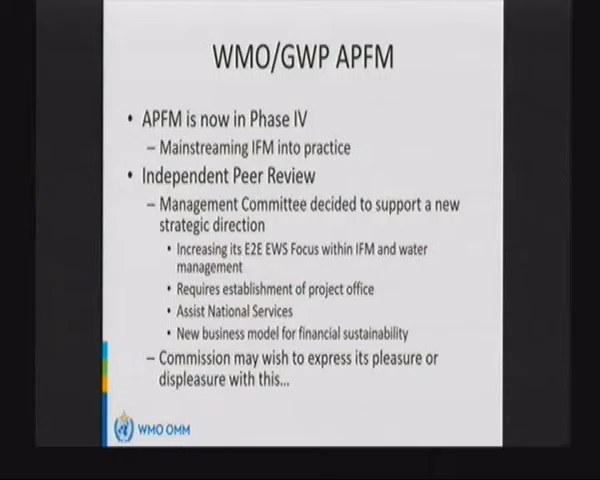 WMO/GWP APFM
• APFM is now in Phase IV
– Mainstreaming IFM into practice
• Independent Peer Review
– Management Committee decided to support a new
strategic direction
• Increasing its E2E EWS Focus within IFM and water
management
• Requires establishment of project office
• Assist National Services
• New business model for financial sustainability
– Commission may wish to express its pleasure or
displeasure with this...
WMO OMM